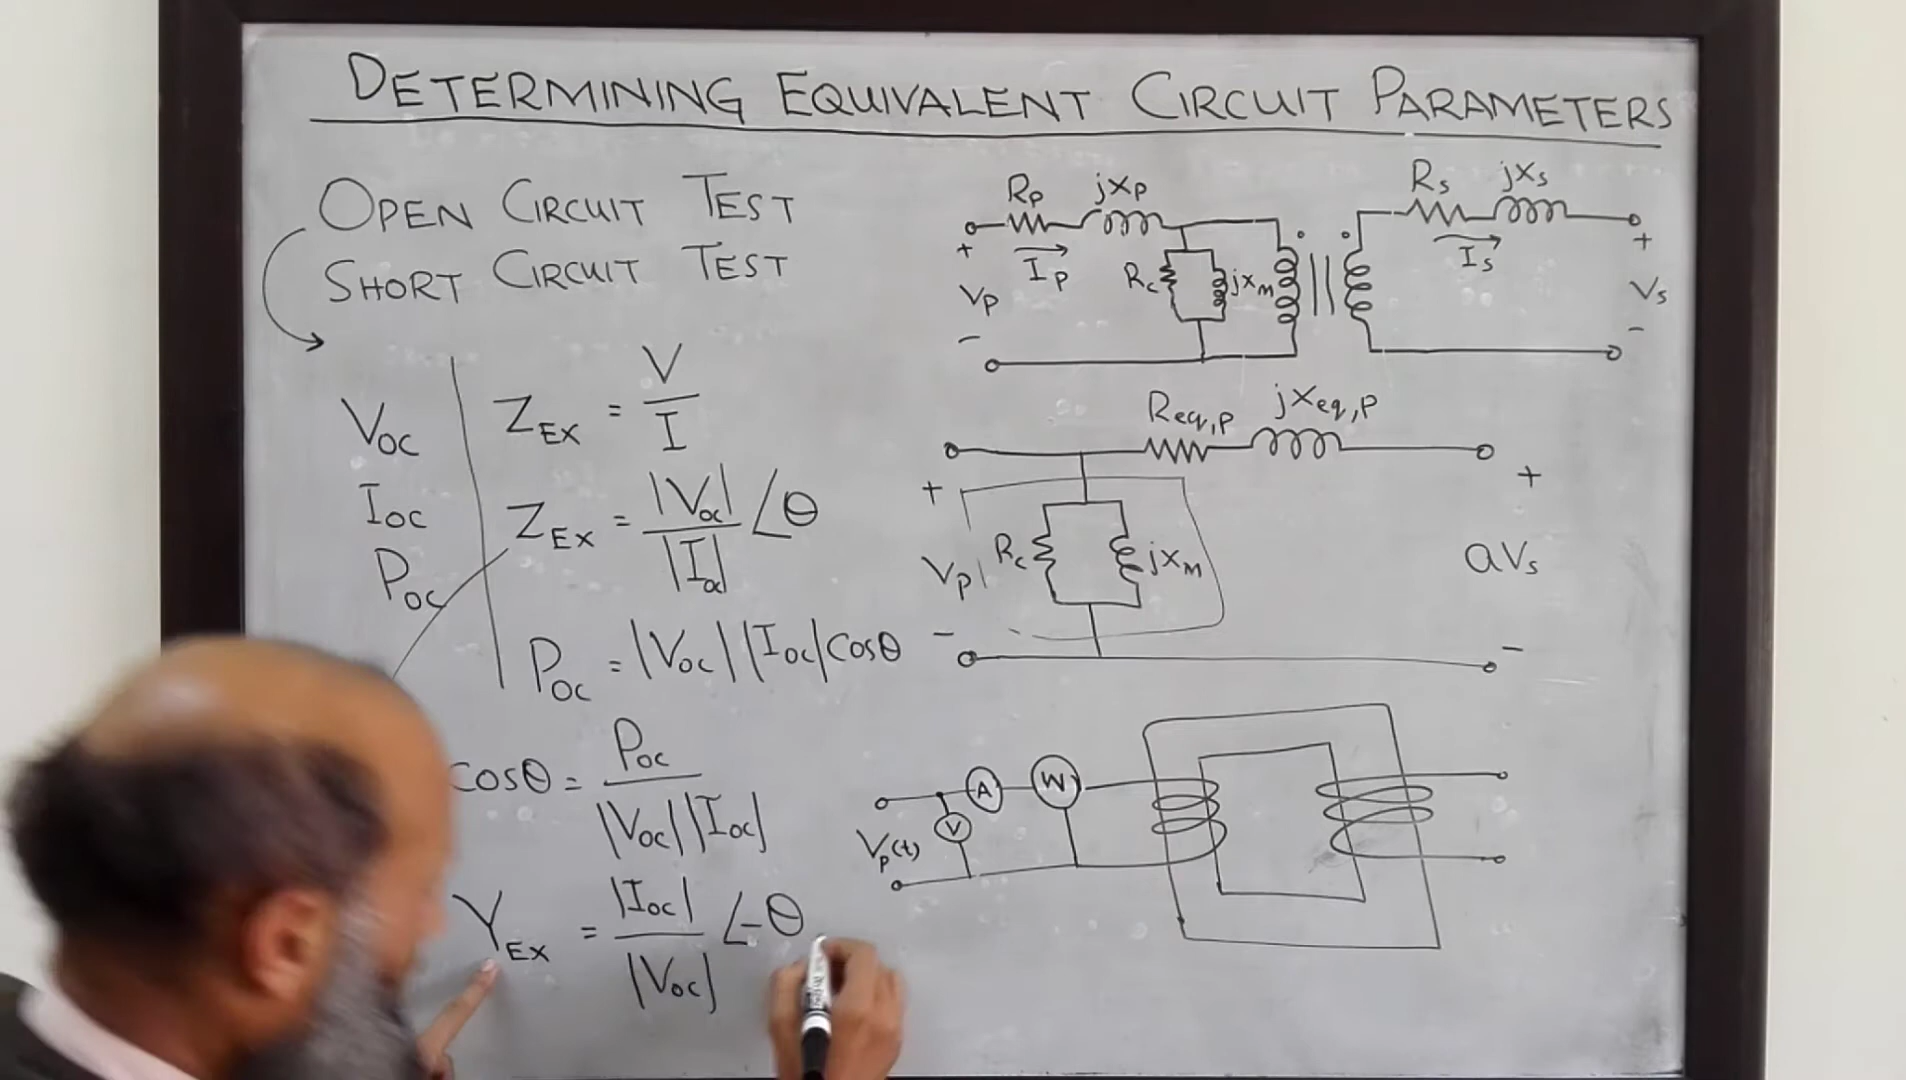 DETERMINING EQUIVALENT CIRCUIT PARAMETERS
OPEN CIRCUIT TEST
SHORT CIRCUIT TEST
Voc
Ioc
Poc
ZEX = V / I
ZEX = |Voc| / |Ioc| ∠θ
Poc = |Voc| |Ioc| cosθ
cosθ = Poc / |Voc| |Ioc|
YEX = |Ioc| / |Voc| ∠-θ
Rp jXp
Rs jXs
+ Ip Rc jXm Is +
Vp Vs
- -
Req,p jXeq,p
+ +
Vp Rc jXm aVs
- -
A W
V
Vp(t)